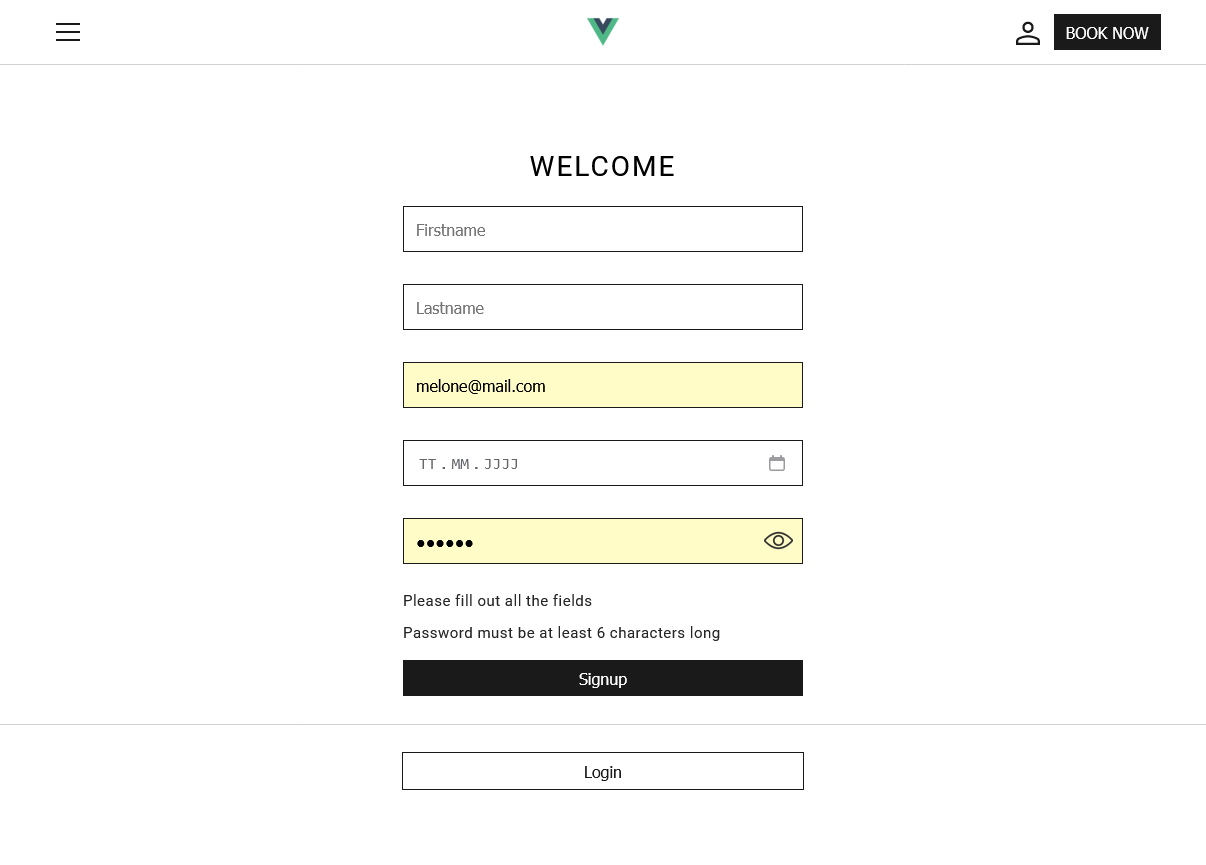 BOOK NOW
WELCOME
Firstname
Lastname
melone@mail.com
TT.MM.JJJJ
••••••
Please fill out all the fields
Password must be at least 6 characters long
Signup
Login